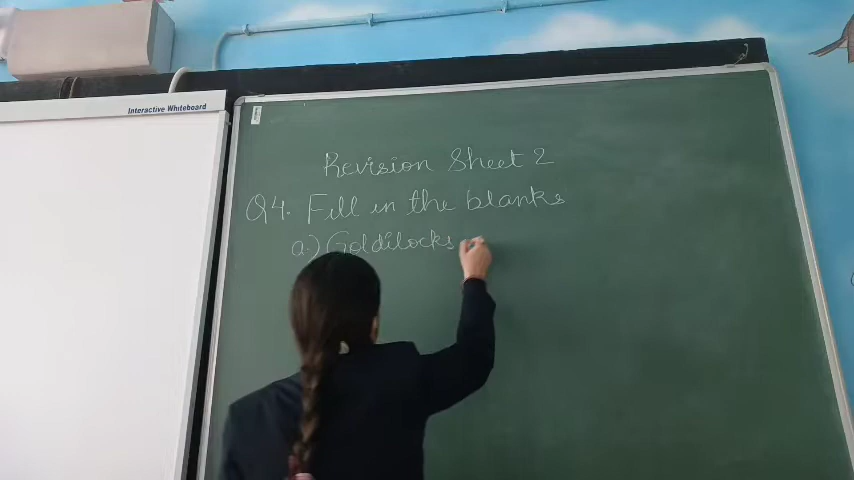 Interactive Whiteboard
Revision Sheet 2
Q4. Fill in the blanks
a.) Goldilocks